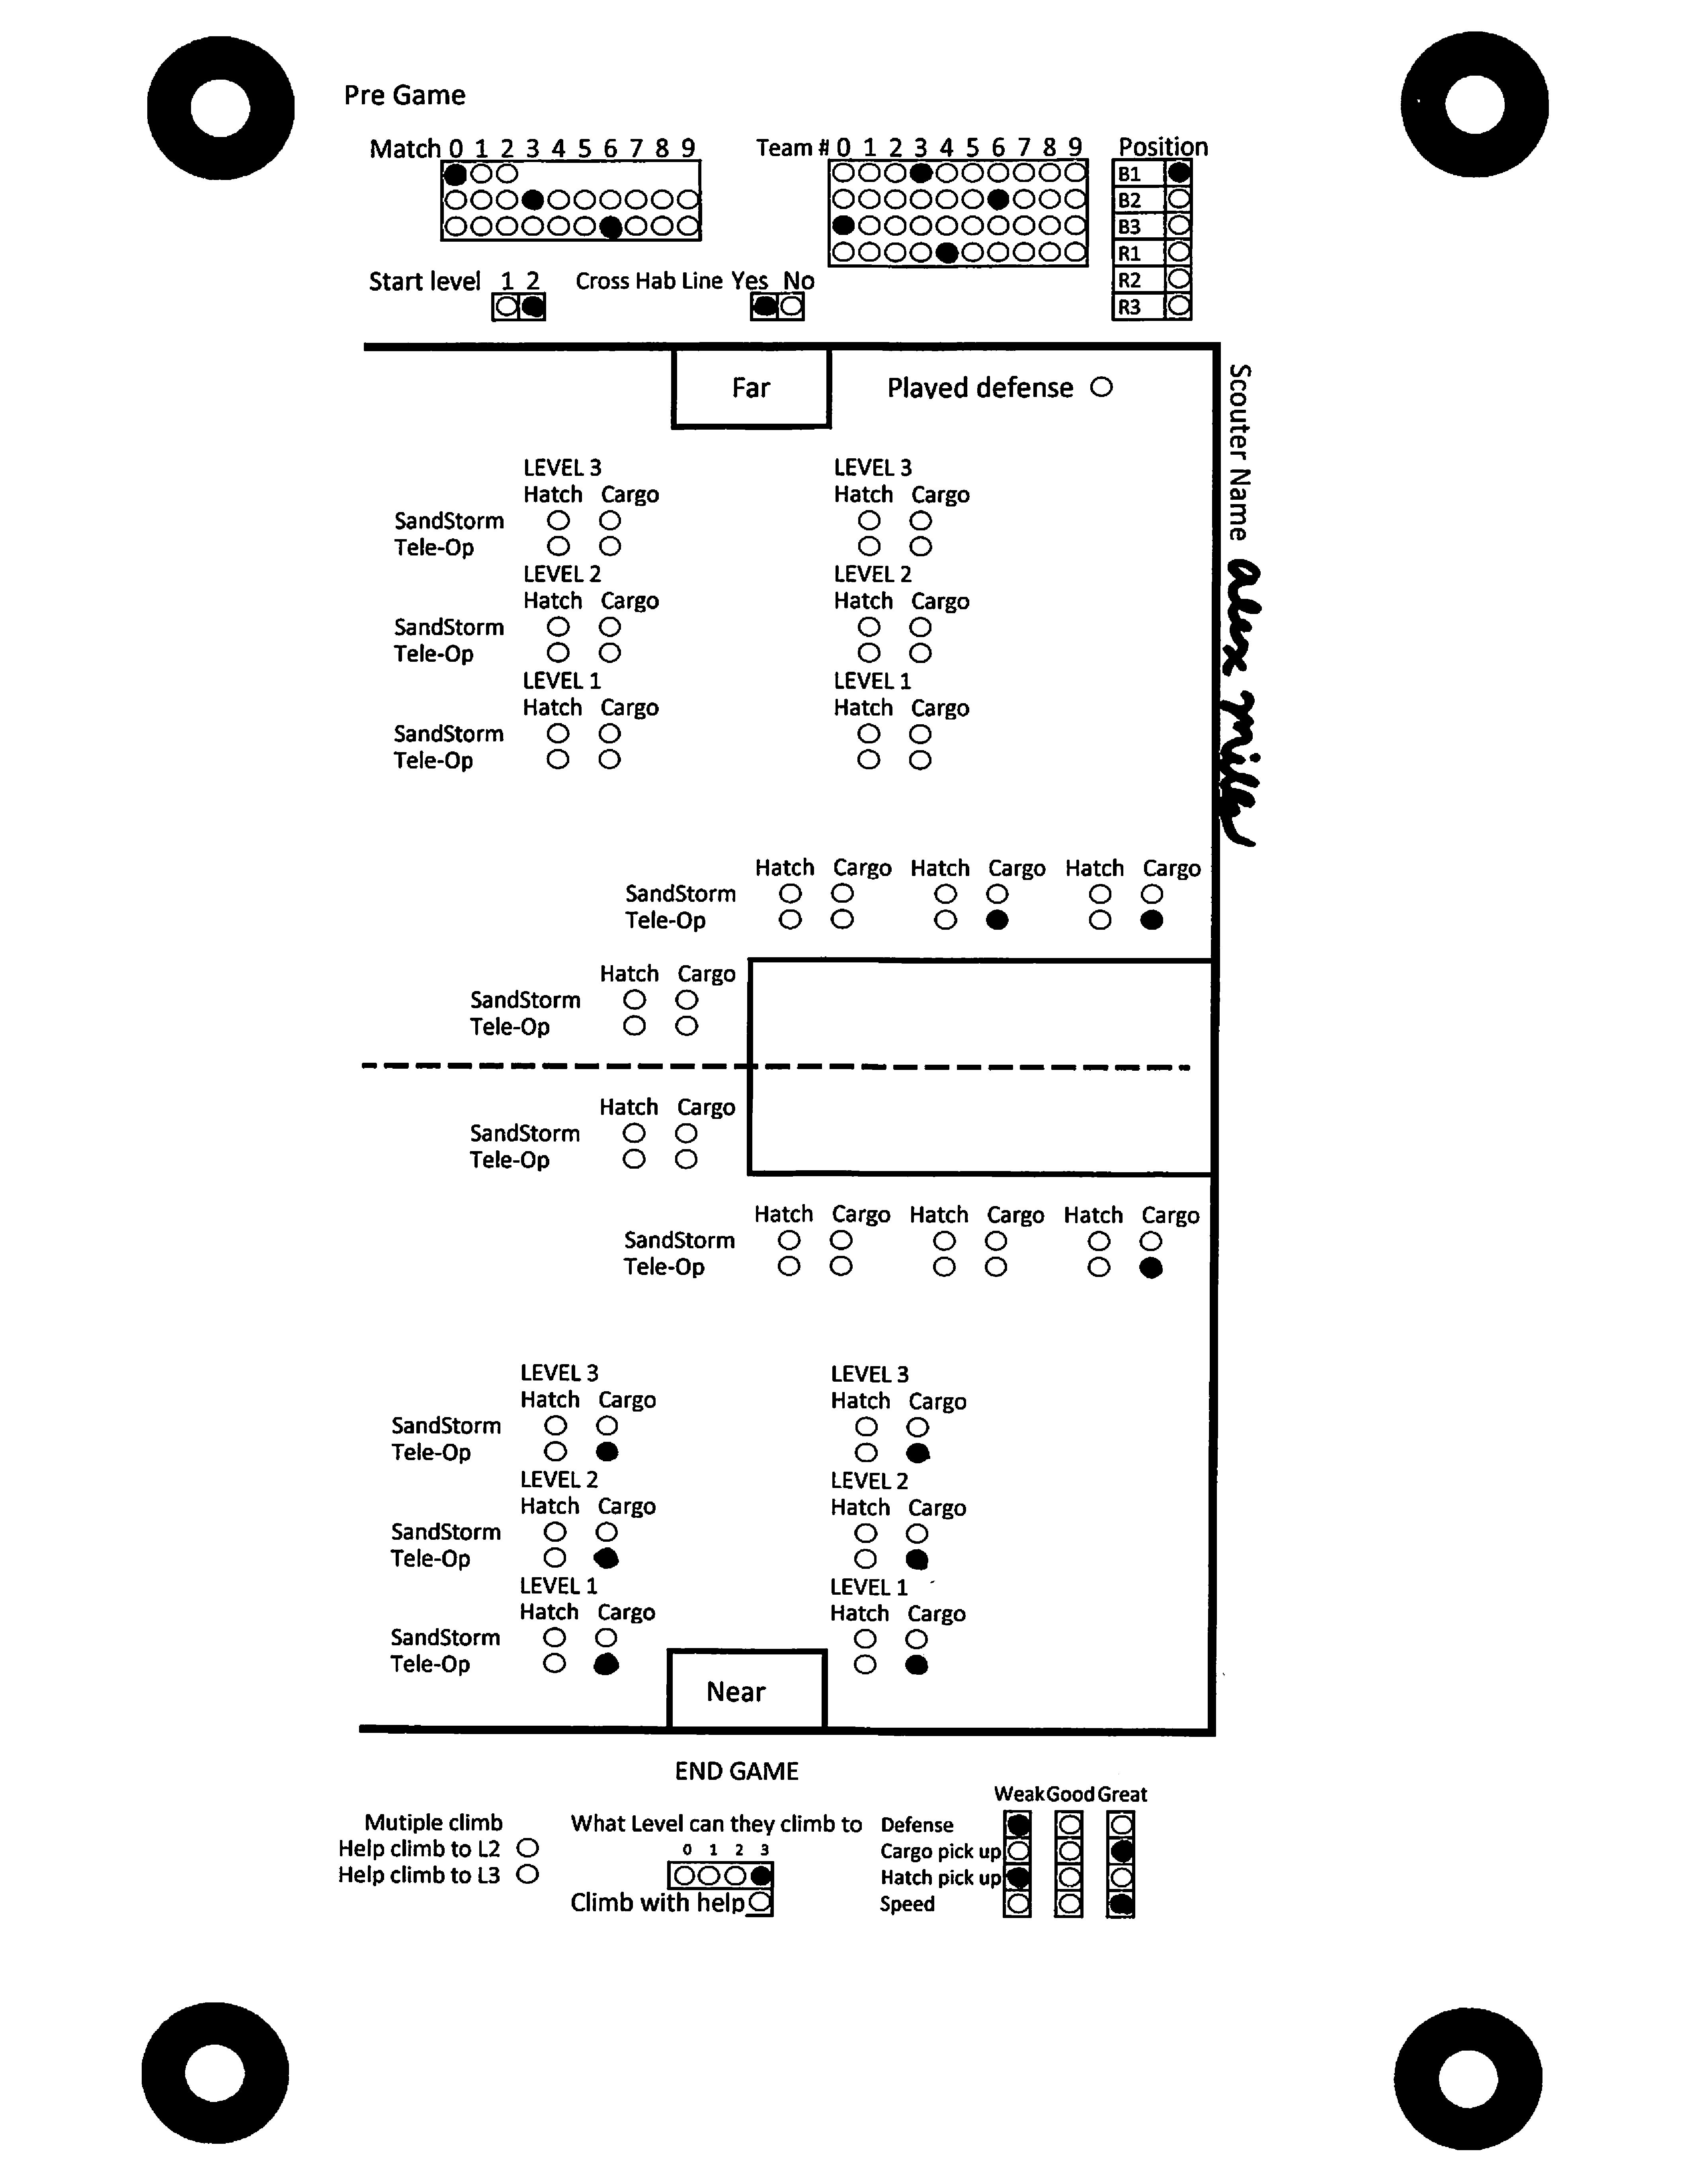 Pre Game
Match 0 1 2 3 4 5 6 7 8 9
Team # 0 1 2 3 4 5 6 7 8 9
Position
B1
B2
B3
R1
R2
R3
Start level 1 2
Cross Hab Line Yes No
Far
Played defense
Scouter Name Alex Miller
LEVEL 3 LEVEL 3
Hatch Cargo Hatch Cargo
SandStorm
Tele-Op
LEVEL 2 LEVEL 2
Hatch Cargo Hatch Cargo
SandStorm
Tele-Op
LEVEL 1 LEVEL 1
Hatch Cargo Hatch Cargo
SandStorm
Tele-Op
Hatch Cargo Hatch Cargo Hatch Cargo
SandStorm
Tele-Op
Hatch Cargo
SandStorm
Tele-Op
Hatch Cargo
SandStorm
Tele-Op
Hatch Cargo Hatch Cargo Hatch Cargo
SandStorm
Tele-Op
LEVEL 3 LEVEL 3
Hatch Cargo Hatch Cargo
SandStorm
Tele-Op
LEVEL 2 LEVEL 2
Hatch Cargo Hatch Cargo
SandStorm
Tele-Op
LEVEL 1 LEVEL 1
Hatch Cargo Hatch Cargo
SandStorm
Tele-Op
Near
END GAME
Mutiple climb
Help climb to L2
Help climb to L3
What Level can they climb to
0 1 2 3
Climb with help
Weak Good Great
Defense
Cargo pick up
Hatch pick up
Speed